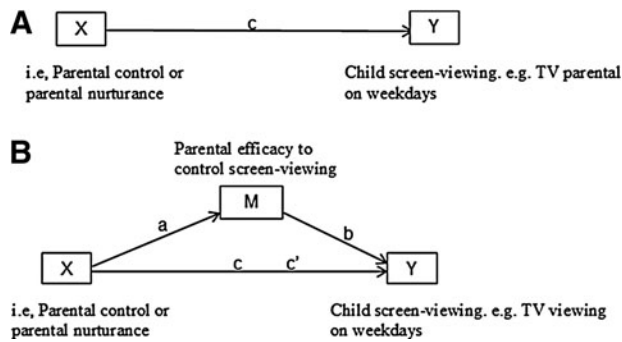 A
X
c
Y
i.e, Parental control or
parental nurturance
Child screen-viewing. e.g. TV parental
on weekdays
B
Parental efficacy to
control screen-viewing
M
a
b
X
c c'
Y
i.e, Parental control or
parental nurturance
Child screen-viewing. e.g. TV viewing
on weekdays